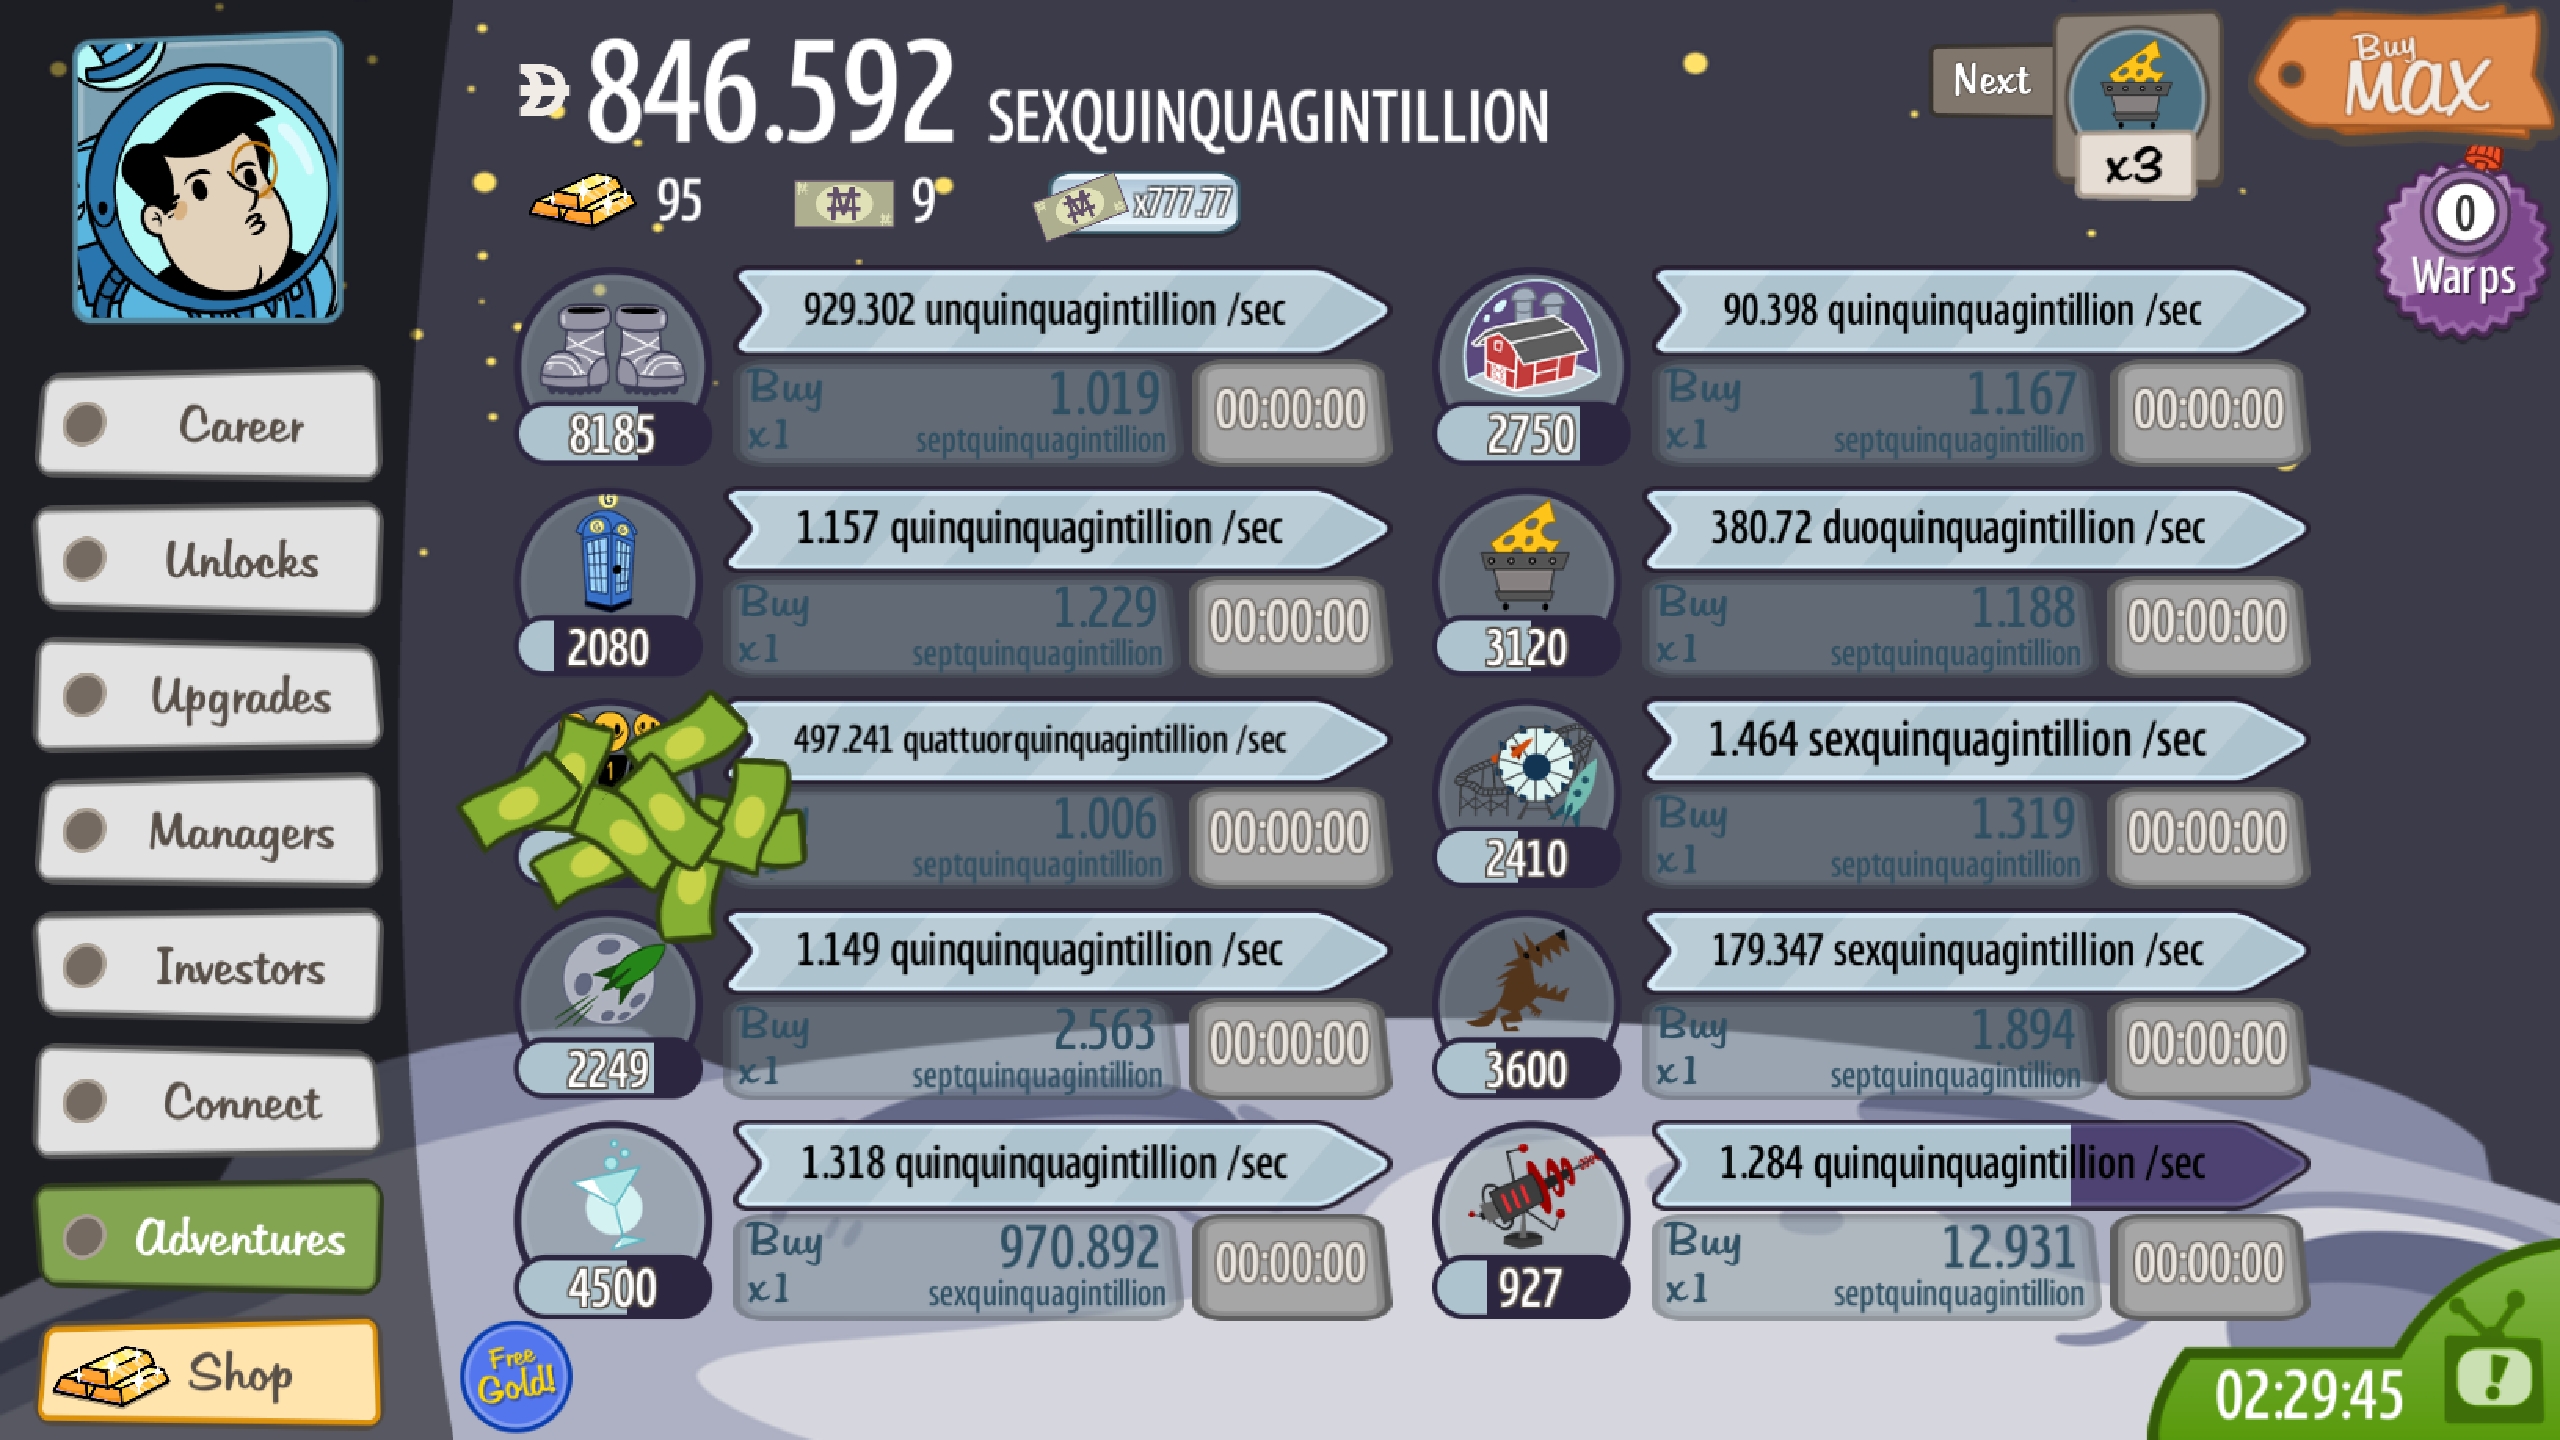 846.592 SEXQUINQUAGINTILLION
95 9 x777.77
Next
x3
Buy
MAX
0
Warps
Career
Unlocks
Upgrades
Managers
Investors
Connect
Adventures
Shop
929.302 unquinquagintillion /sec
8185
Buy 1.019
x1 septquinquagintillion
00:00:00
90.398 quinquinquagintillion /sec
2750
Buy 1.167
x1 septquinquagintillion
00:00:00
1.157 quinquinquagintillion /sec
2080
Buy 1.229
x1 septquinquagintillion
00:00:00
380.72 duoquinquagintillion /sec
3120
Buy 1.188
x1 septquinquagintillion
00:00:00
497.241 quattuorquinquagintillion /sec
1.006
septquinquagintillion
00:00:00
1.464 sexquinquagintillion /sec
2410
Buy 1.319
x1 septquinquagintillion
00:00:00
1.149 quinquinquagintillion /sec
2249
Buy 2.563
x1 septquinquagintillion
00:00:00
179.347 sexquinquagintillion /sec
3600
Buy 1.894
x1 septquinquagintillion
00:00:00
1.318 quinquinquagintillion /sec
4500
Buy 970.892
x1 sexquinquagintillion
00:00:00
1.284 quinquinquagintillion /sec
927
Buy 12.931
x1 septquinquagintillion
00:00:00
Free
Gold!
02:29:45